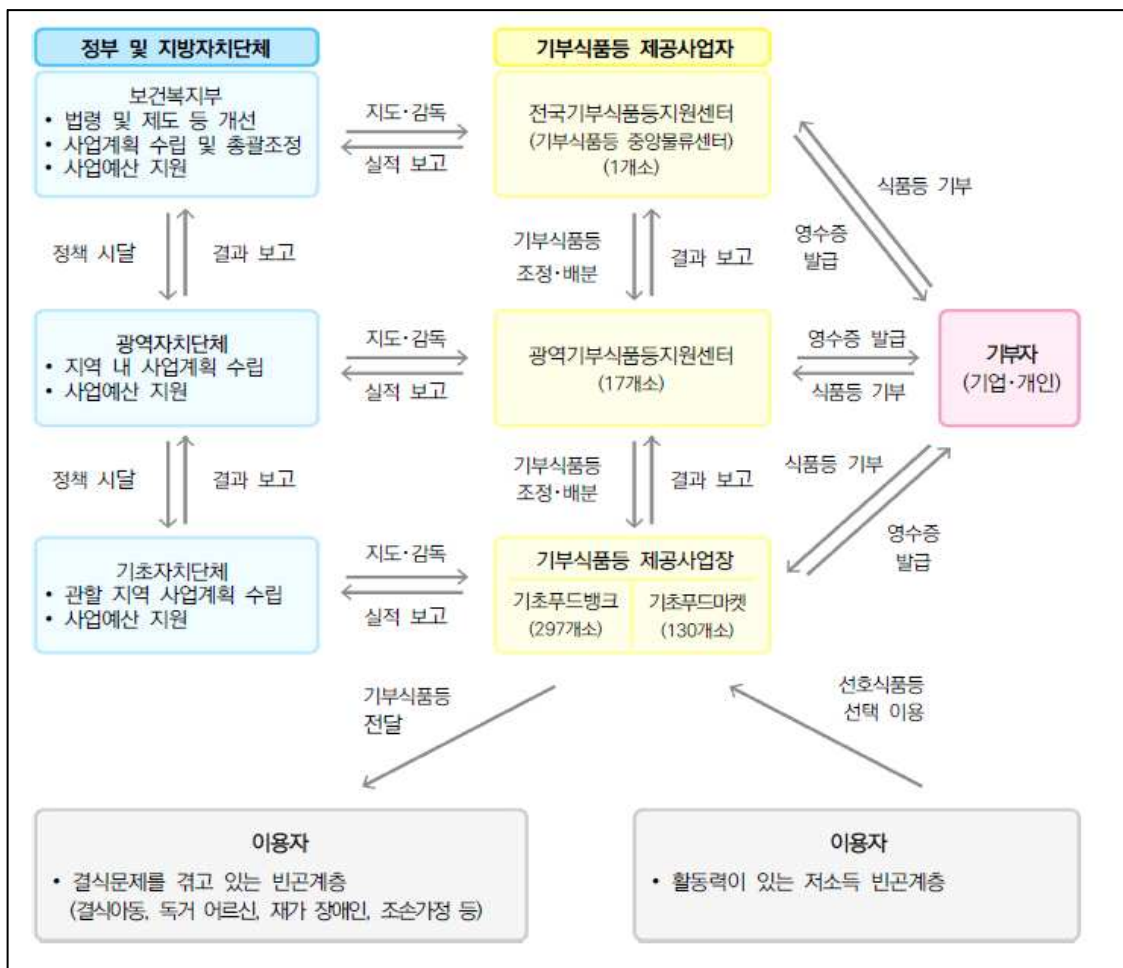 정부 및 지방자치단체
기부식품등 제공사업자
보건복지부
• 법령 및 제도 등 개선
• 사업계획 수립 및 총괄조정
• 사업예산 지원
지도·감독
실적 보고
전국기부식품등지원센터
(기부식품등 중앙물류센터)
(1개소)
식품등 기부
영수증
발급
정책 시달
결과 보고
기부식품등
조정·배분
결과 보고
광역자치단체
• 지역 내 사업계획 수립
• 사업예산 지원
지도·감독
실적 보고
광역기부식품등지원센터
(17개소)
영수증 발급
식품등 기부
기부자
(기업·개인)
정책 시달
결과 보고
기부식품등
조정·배분
결과 보고
식품등 기부
영수증
발급
기초자치단체
• 관할 지역 사업계획 수립
• 사업예산 지원
지도·감독
실적 보고
기부식품등 제공사업장
기초푸드뱅크
(297개소)
기초푸드마켓
(130개소)
기부식품등
전달
선호식품등
선택 이용
이용자
• 결식문제를 겪고 있는 빈곤계층
(결식아동, 독거 어르신, 재가 장애인, 조손가정 등)
이용자
• 활동력이 있는 저소득 빈곤계층